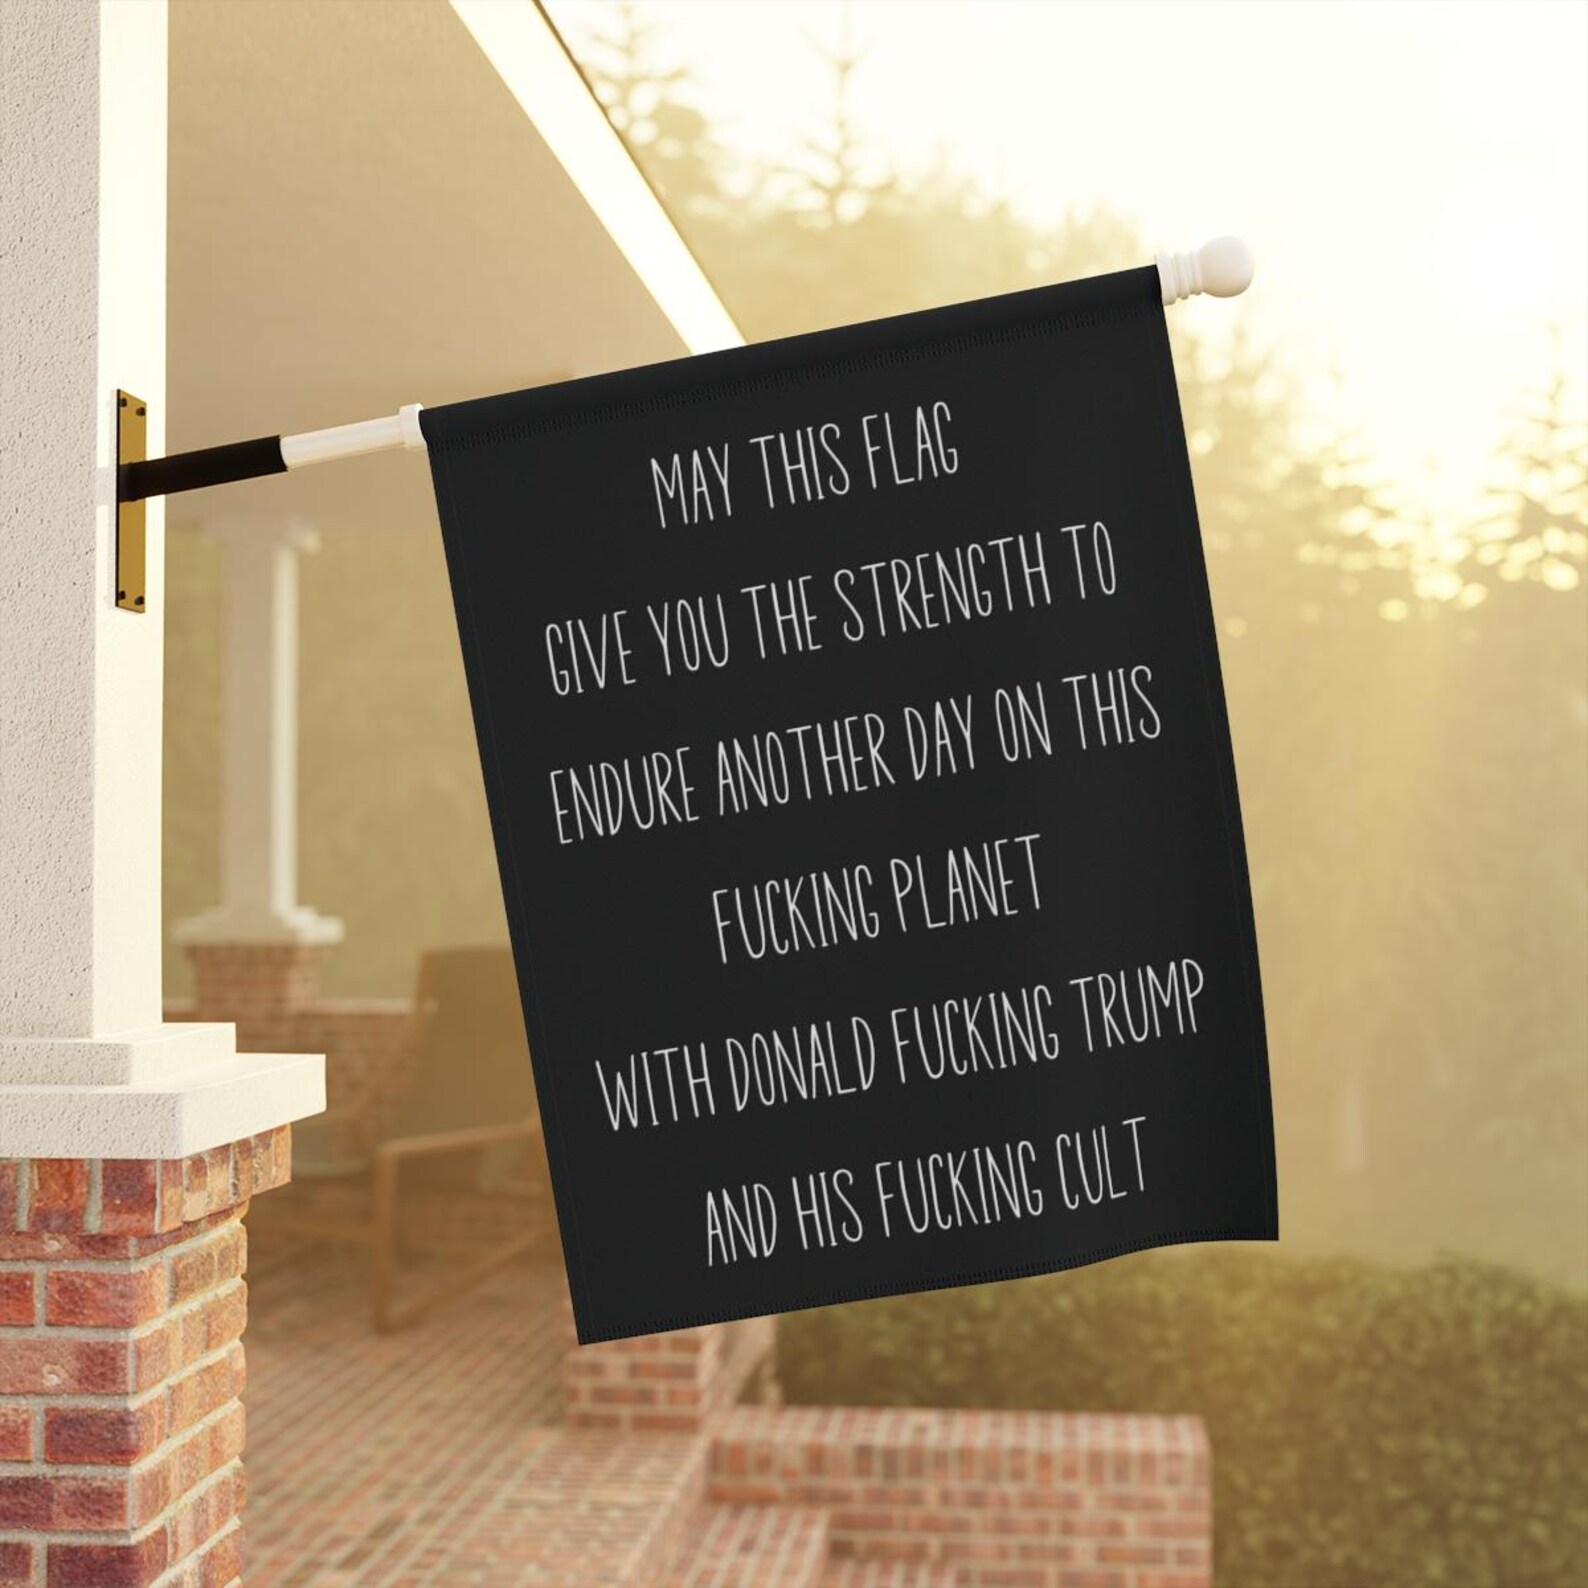 MAY THIS FLAG
GIVE YOU THE STRENGTH TO
ENDURE ANOTHER DAY ON THIS
FUCKING PLANET
WITH DONALD FUCKING TRUMP
AND HIS FUCKING CULT